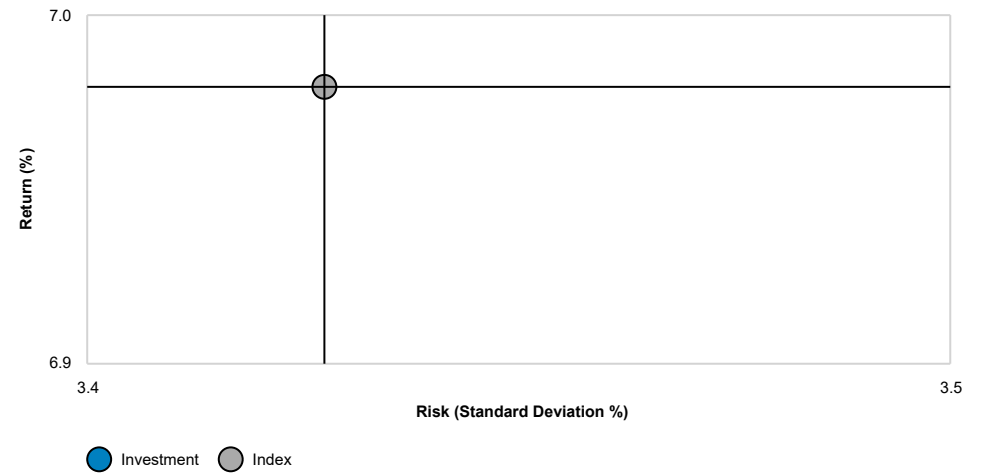 7.0
Return (%)
6.9
3.4
3.5
Risk (Standard Deviation %)
Investment
Index